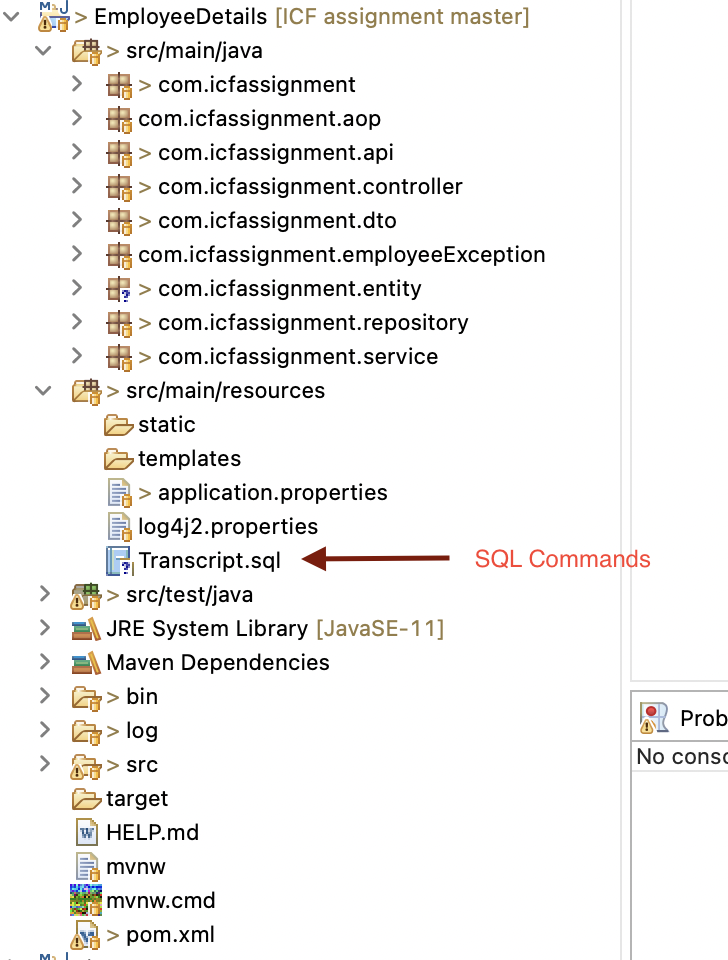 > EmployeeDetails [ICF assignment master]
> src/main/java
> com.icfassignment
com.icfassignment.aop
> com.icfassignment.api
> com.icfassignment.controller
> com.icfassignment.dto
com.icfassignment.employeeException
> com.icfassignment.entity
> com.icfassignment.repository
> com.icfassignment.service
> src/main/resources
static
templates
> application.properties
log4j2.properties
Transcript.sql SQL Commands
> src/test/java
JRE System Library [JavaSE-11]
Maven Dependencies
> bin
> log
Prob
> src
No conso
target
HELP.md
mvnw
mvnw.cmd
> pom.xml